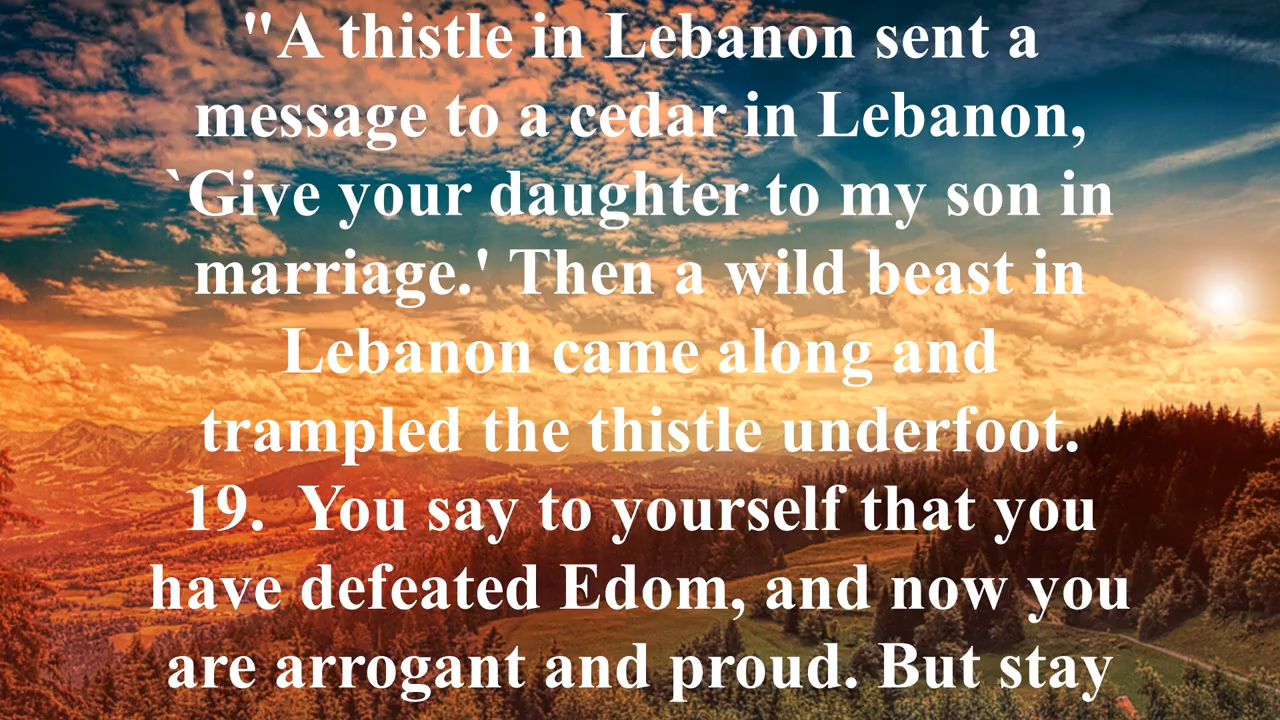 "A thistle in Lebanon sent a
message to a cedar in Lebanon,
`Give your daughter to my son in
marriage.' Then a wild beast in
Lebanon came along and
trampled the thistle underfoot.
19.  You say to yourself that you
have defeated Edom, and now you
are arrogant and proud. But stay